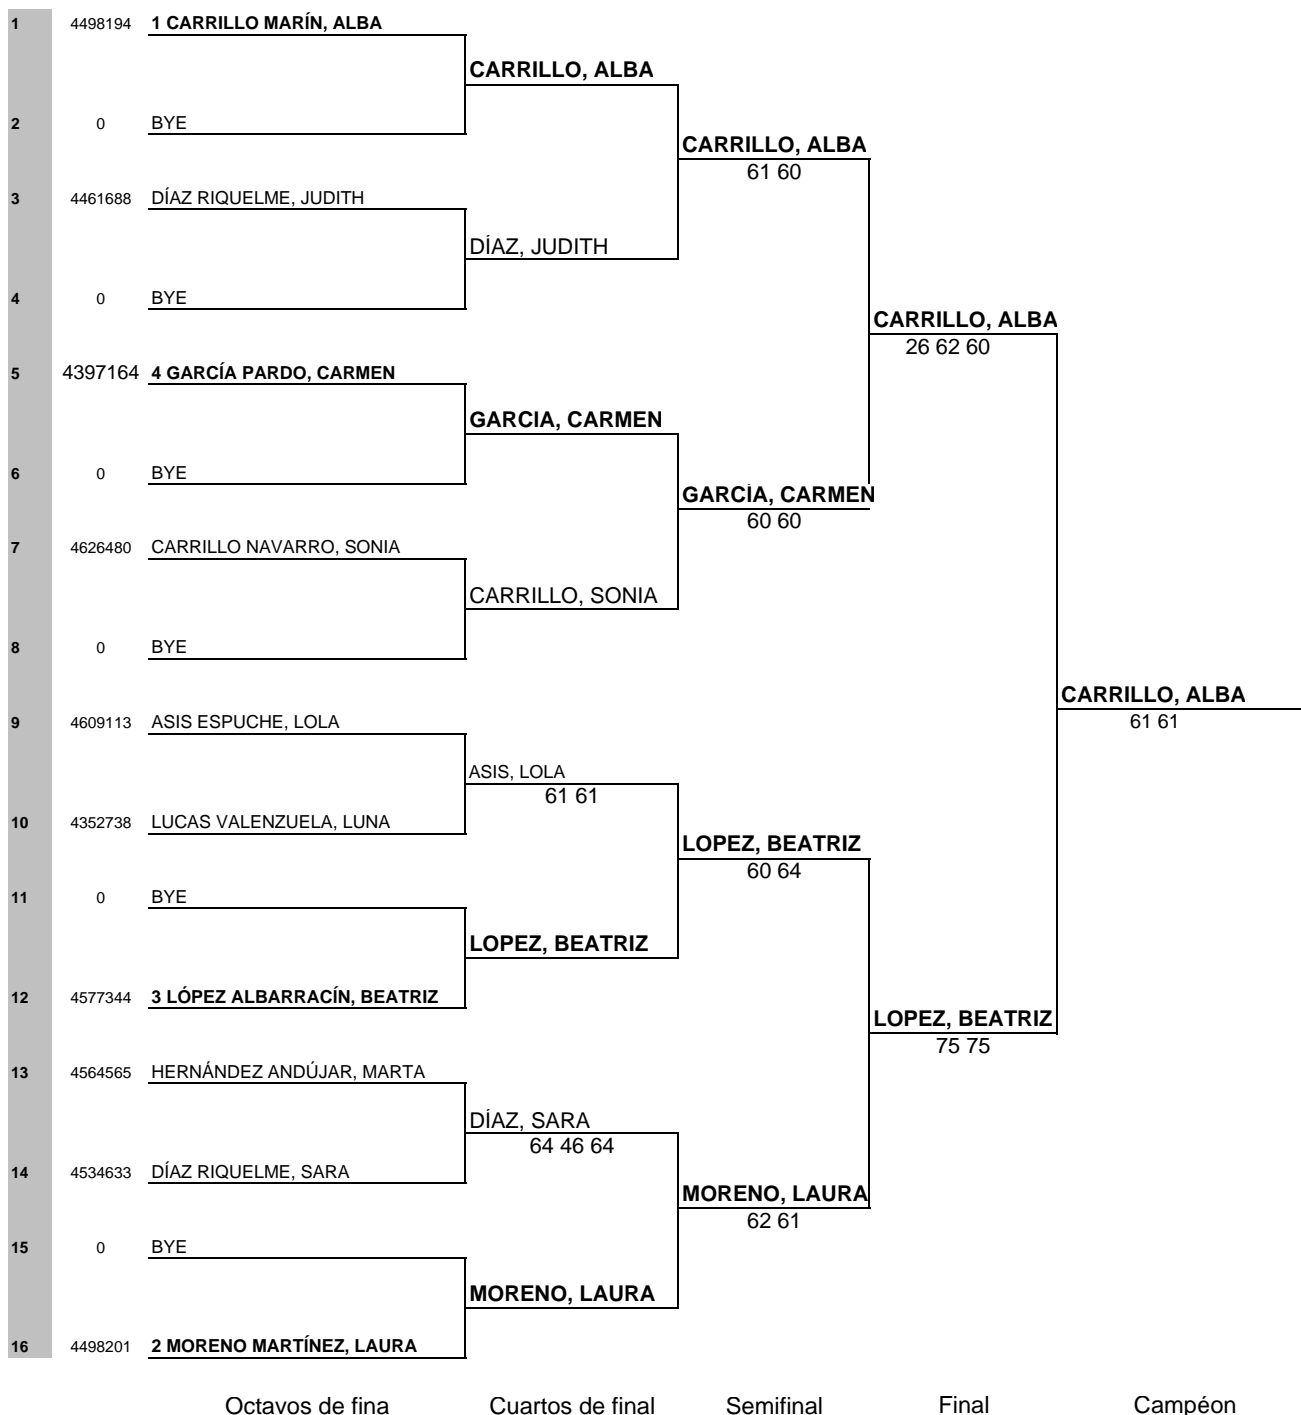 1 4498194 1 CARRILLO MARÍN, ALBA
CARRILLO, ALBA
2 0 BYE
CARRILLO, ALBA
61 60
3 4461688 DÍAZ RIQUELME, JUDITH
DÍAZ, JUDITH
4 0 BYE
CARRILLO, ALBA
26 62 60
5 4397164 4 GARCÍA PARDO, CARMEN
GARCIA, CARMEN
6 0 BYE
GARCÍA, CARMEN
60 60
7 4626480 CARRILLO NAVARRO, SONIA
CARRILLO, SONIA
8 0 BYE
CARRILLO, ALBA
61 61
9 4609113 ASIS ESPUCHE, LOLA
ASIS, LOLA
61 61
10 4352738 LUCAS VALENZUELA, LUNA
LOPEZ, BEATRIZ
60 64
11 0 BYE
LOPEZ, BEATRIZ
12 4577344 3 LÓPEZ ALBARRACÍN, BEATRIZ
LOPEZ, BEATRIZ
75 75
13 4564565 HERNÁNDEZ ANDÚJAR, MARTA
DÍAZ, SARA
64 46 64
14 4534633 DÍAZ RIQUELME, SARA
MORENO, LAURA
62 61
15 0 BYE
MORENO, LAURA
16 4498201 2 MORENO MARTÍNEZ, LAURA
Octavos de fina Cuartos de final Semifinal Final Campéon